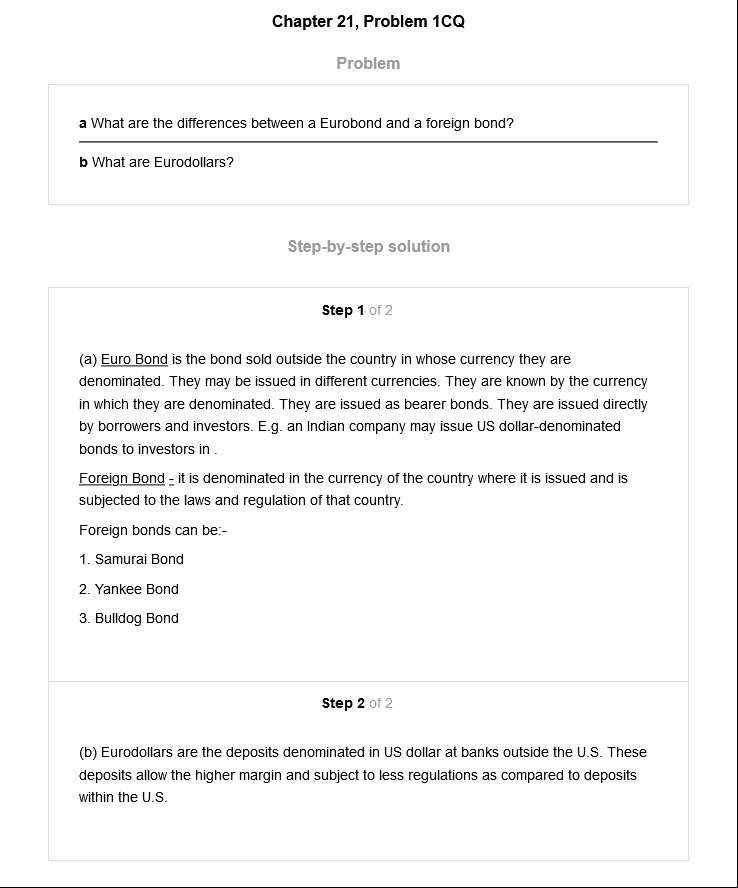 Chapter 21, Problem 1CQ
Problem
a What are the differences between a Eurobond and a foreign bond?
b What are Eurodollars?
Step-by-step solution
Step 1 of 2
(a) Euro Bond is the bond sold outside the country in whose currency they are
denominated. They may be issued in different currencies. They are known by the currency
in which they are denominated. They are issued as bearer bonds. They are issued directly
by borrowers and investors. E.g. an Indian company may issue US dollar-denominated
bonds to investors in .
Foreign Bond - it is denominated in the currency of the country where it is issued and is
subjected to the laws and regulation of that country.
Foreign bonds can be:-
1. Samurai Bond
2. Yankee Bond
3. Bulldog Bond
Step 2 of 2
(b) Eurodollars are the deposits denominated in US dollar at banks outside the U.S. These
deposits allow the higher margin and subject to less regulations as compared to deposits
within the U.S.